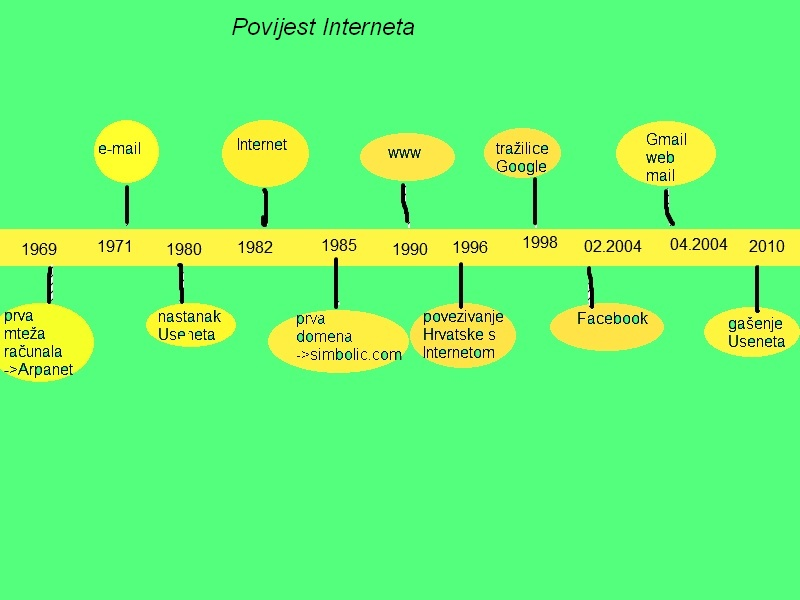 Povijest Interneta
e-mail
Internet
www
tražilice
Google
Gmail
web
mail
1969
1971
1980
1982
1985
1990
1996
1998
02.2004
04.2004
2010
prva
mteža
računala
->Arpanet
nastanak
Useneta
prva
domena
->simbolic.com
povezivanje
Hrvatske s
Internetom
Facebook
gašenje
Useneta